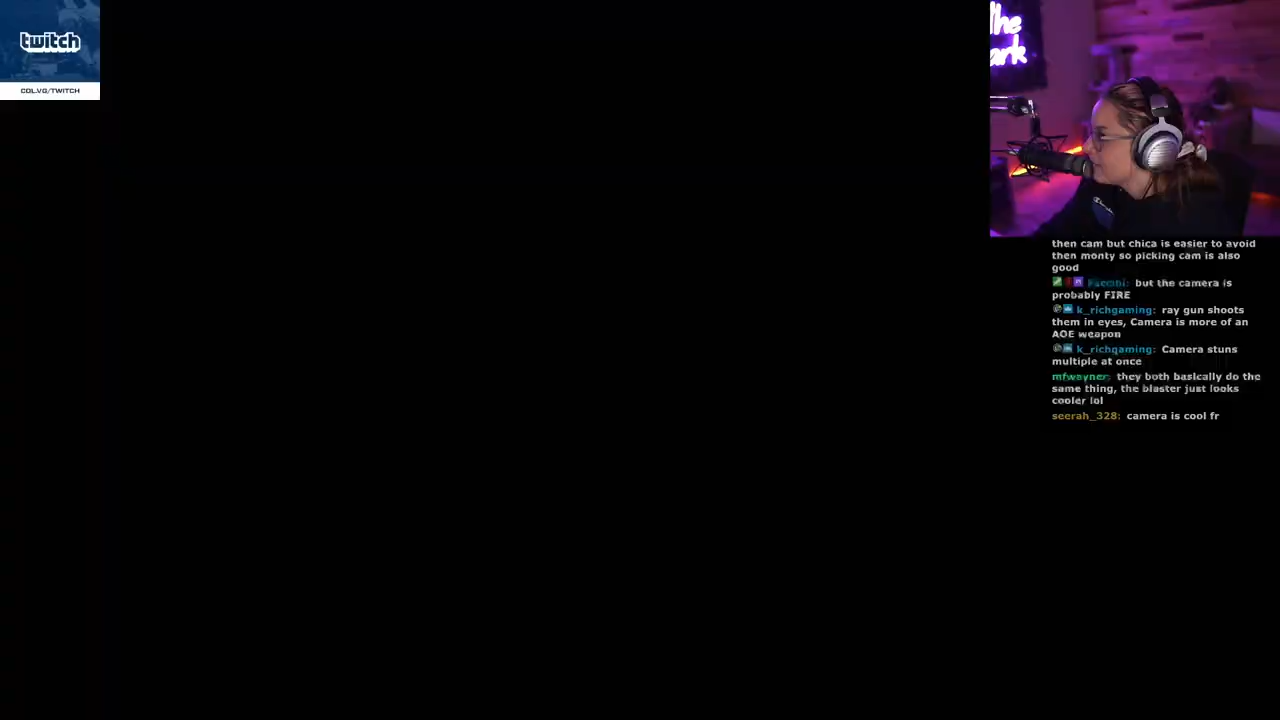 twitch
CDL.VG/TWITCH
the
ark
then cam but chica is easier to avoid
then monty so picking cam is also
good
but the camera is
probably FIRE
k_richgaming: ray gun shoots
them in eyes, Camera is more of an
AOE weapon
k_richgaming: Camera stuns
multiple at once
mfwayner: they both basically do the
same thing, the blaster just looks
cooler lol
seerah_328: camera is cool fr